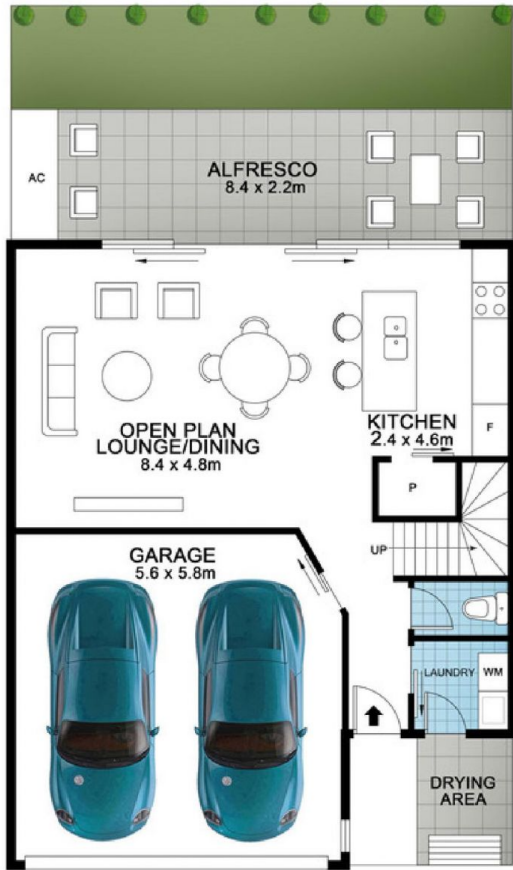 AC
ALFRESCO
8.4 x 2.2m
OPEN PLAN
LOUNGE/DINING
8.4 x 4.8m
KITCHEN
2.4 x 4.6m
F
P
UP
GARAGE
5.6 x 5.8m
LAUNDRY
WM
DRYING
AREA